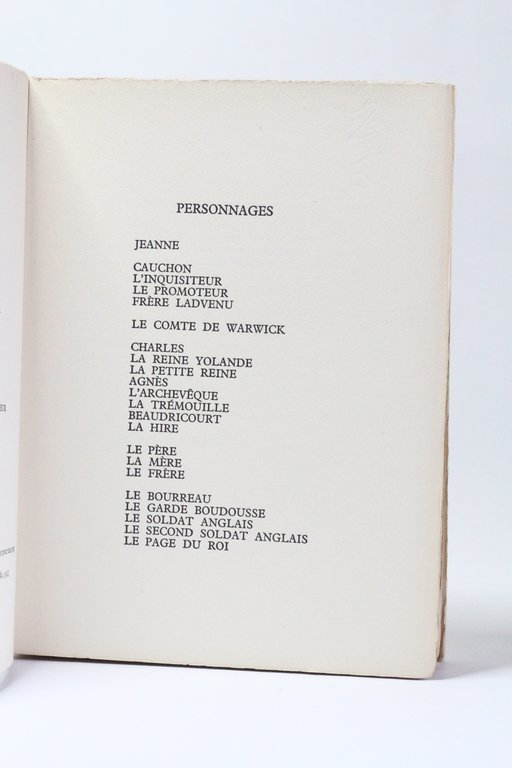 PERSONNAGES
JEANNE
CAUCHON
L'INQUISITEUR
LE PROMOTEUR
FRÈRE LADVENU
LE COMTE DE WARWICK
CHARLES
LA REINE YOLANDE
LA PETITE REINE
AGNÈS
L'ARCHEVÊQUE
LA TRÉMOUILLE
BEAUDRICOURT
LA HIRE
LE PÈRE
LA MÈRE
LE FRÈRE
LE BOURREAU
LE GARDE BOUDOUSSE
LE SOLDAT ANGLAIS
LE SECOND SOLDAT ANGLAIS
LE PAGE DU ROI